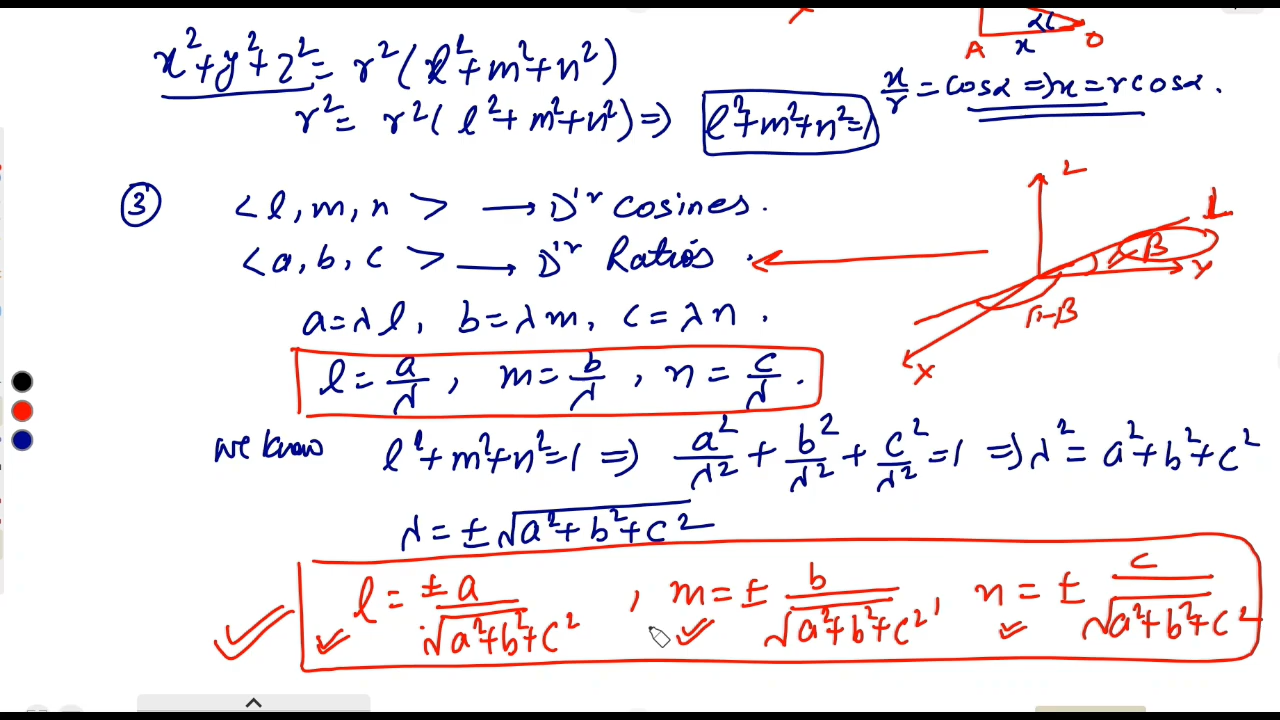 x²+y²+z²= r²(l²+m²+n²)
r²= r²(l²+m²+n²)=> l²+m²+n²=1
A x O
α
x/r = cosα => x = r cosα.
③ <l, m, n> → D'r Cosines.
<a, b, c> → D'r Ratios.
a=λl, b=λm, c=λn.
l = a/λ, m = b/λ, n = c/λ.
Z
L
β
Y
π-β
X
we know l²+m²+n²=1 => a²/λ² + b²/λ² + c²/λ² =1 => λ² = a²+b²+c²
λ = ± √a²+b²+c²
l = ± a/√a²+b²+c², m = ± b/√a²+b²+c², n = ± c/√a²+b²+c²